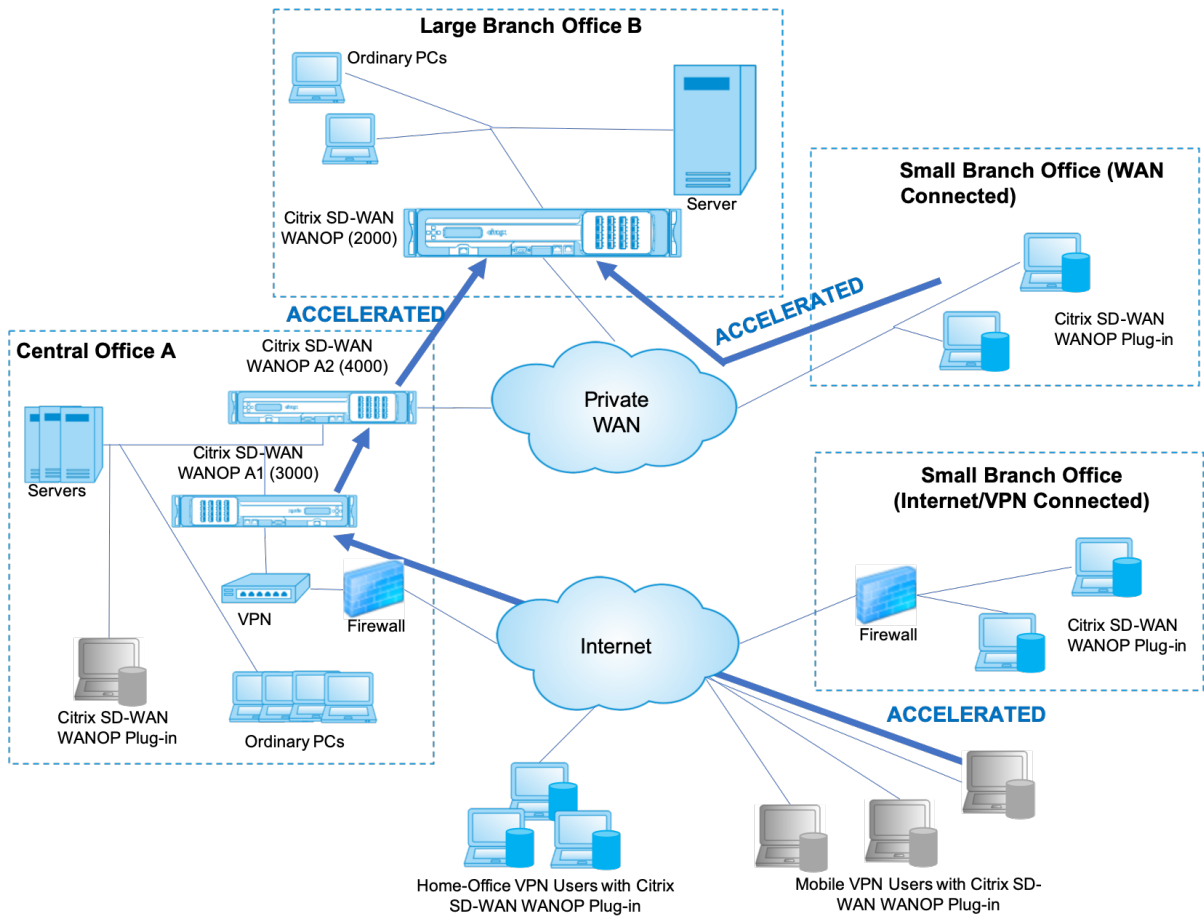 Large Branch Office B
Ordinary PCs
Server
Citrix SD-WAN
WANOP (2000)
Small Branch Office (WAN
Connected)
Citrix SD-WAN
WANOP Plug-in
ACCELERATED
ACCELERATED
Central Office A
Citrix SD-WAN
WANOP A2 (4000)
Private
WAN
Citrix SD-WAN
WANOP A1 (3000)
Servers
VPN
Firewall
Citrix SD-WAN
WANOP Plug-in
Ordinary PCs
Internet
Small Branch Office
(Internet/VPN Connected)
Firewall
Citrix SD-WAN
WANOP Plug-in
ACCELERATED
Home-Office VPN Users with Citrix
SD-WAN WANOP Plug-in
Mobile VPN Users with Citrix SD-
WAN WANOP Plug-in